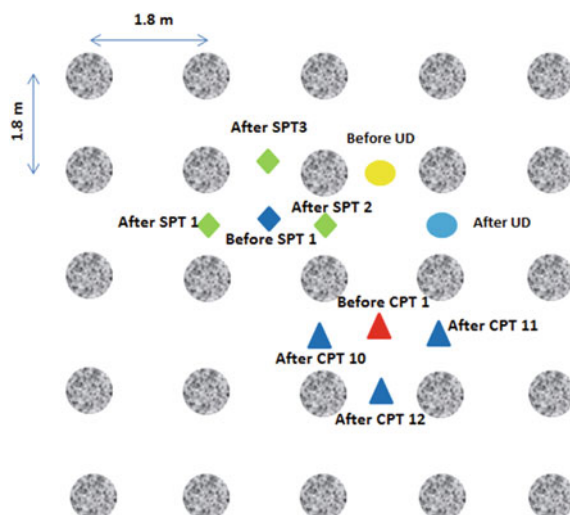 1.8 m
1.8 m
After SPT3
Before UD
After SPT 1
After SPT 2
Before SPT 1
After UD
Before CPT 1
After CPT 10
After CPT 11
After CPT 12